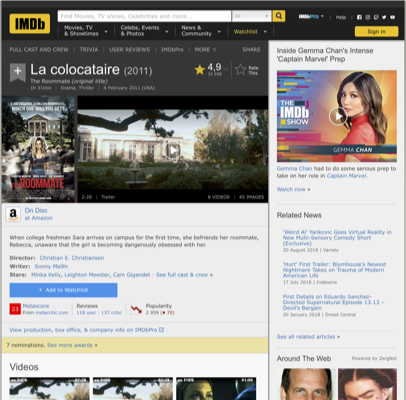 IMDb
Find Movies, TV shows, Celebrities and more...
All
IMDbPro
Help
Movies, TV & Showtimes
Celebs, Events & Photos
News & Community
Watchlist
Sign in
FULL CAST AND CREW | TRIVIA | USER REVIEWS | IMDbPro | MORE
SHARE
La colocataire (2011)
The Roommate (original title)
1h 31min | Drama, Thriller | 4 February 2011 (USA)
4,9
Rate This
ROOMMATE
2:28 | Trailer
8 VIDEOS | 45 IMAGES
On Disc
at Amazon
When college freshman Sara arrives on campus for the first time, she befriends her roommate,
Rebecca, unaware that the girl is becoming dangerously obsessed with her.
Director: Christian E. Christiansen
Writer: Sonny Mallhi
Stars: Minka Kelly, Leighton Meester, Cam Gigandet | See full cast & crew »
+ Add to Watchlist
23
Metascore
From metacritic.com
Reviews
118 user | 137 critic
Popularity
2 959
View production, box office, & company info on IMDbPro
7 nominations. See more awards »
Videos
Inside Gemma Chan's Intense
'Captain Marvel' Prep
THE
IMDb
SHOW
GEMMA CHAN
Gemma Chan had to do some serious prep to
take on her role in Captain Marvel.
Watch now »
Related News
'Weird Al' Yankovic Goes Virtual Reality in
New Multi-Sensory Comedy Short
(Exclusive)
20 August 2018 | Variety
'Hurt' First Trailer: Blumhouse's Newest
Nightmare Takes on Trauma of Modern
American Life
17 July 2018 | Indiewire
First Details on Eduardo Sanchez-
Directed Supernatural Episode 13.13 –
Devil's Bargain
20 January 2018 | Omed Central
See all related articles »
Around The Web
Powered by ZergNet